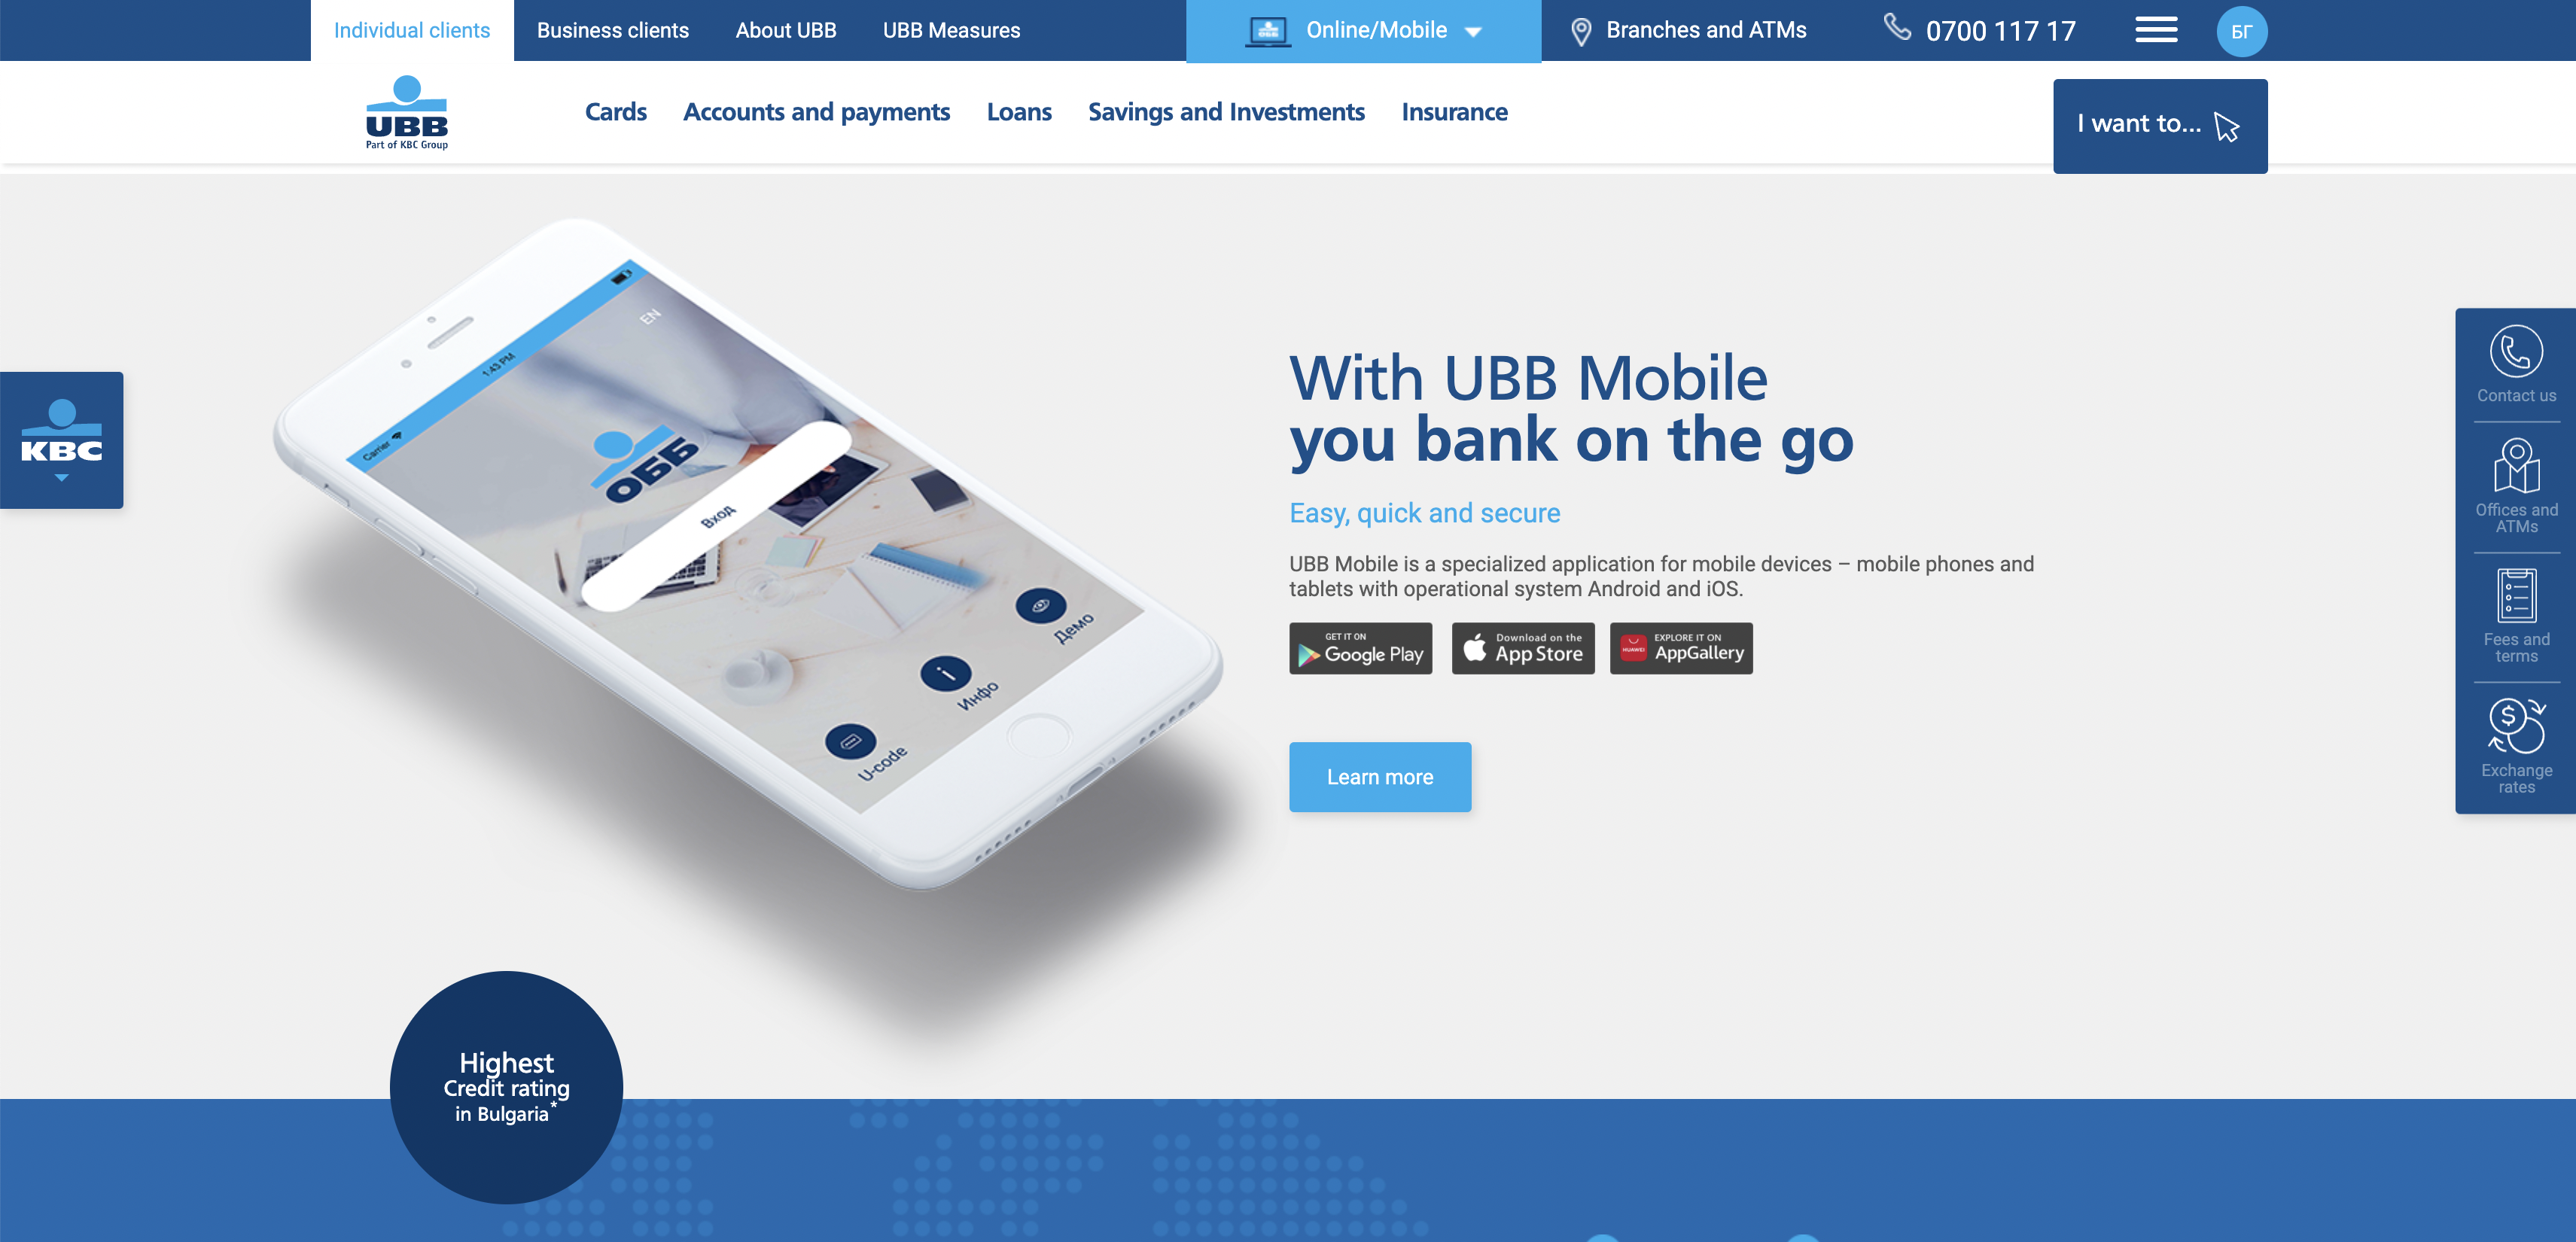 Individual clients
Business clients
About UBB
UBB Measures
Online/Mobile
Branches and ATMs
0700 117 17
БГ
UBB
Part of KBC Group
Cards
Accounts and payments
Loans
Savings and Investments
Insurance
I want to...
KBC
Carrier
1:43 PM
EN
ОББ
Вход
U-code
Инфо
Демо
With UBB Mobile
you bank on the go
Easy, quick and secure
UBB Mobile is a specialized application for mobile devices – mobile phones and
tablets with operational system Android and iOS.
GET IT ON
Google Play
Download on the
App Store
HUAWEI
EXPLORE IT ON
AppGallery
Learn more
Contact us
Offices and
ATMs
Fees and
terms
Exchange
rates
Highest
Credit rating
in Bulgaria*